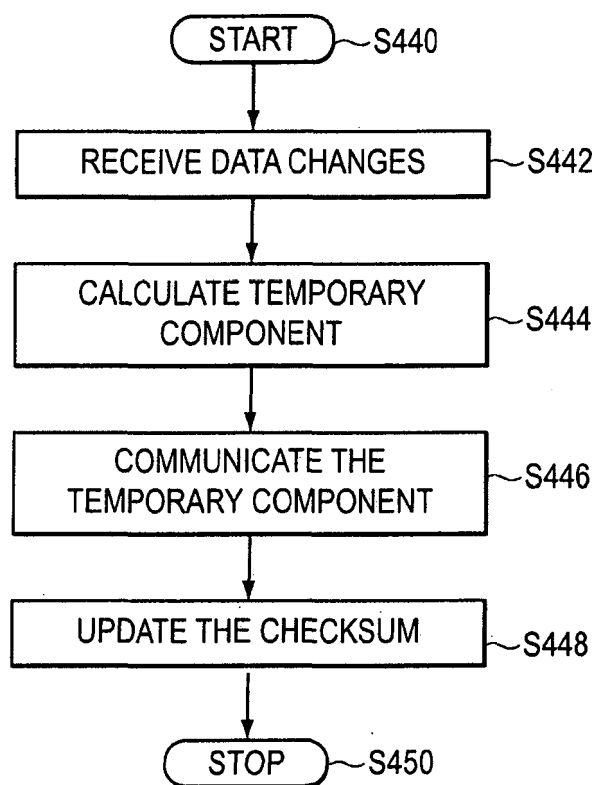 START S440
RECEIVE DATA CHANGES S442
CALCULATE TEMPORARY
COMPONENT S444
COMMUNICATE THE
TEMPORARY COMPONENT S446
UPDATE THE CHECKSUM S448
STOP S450